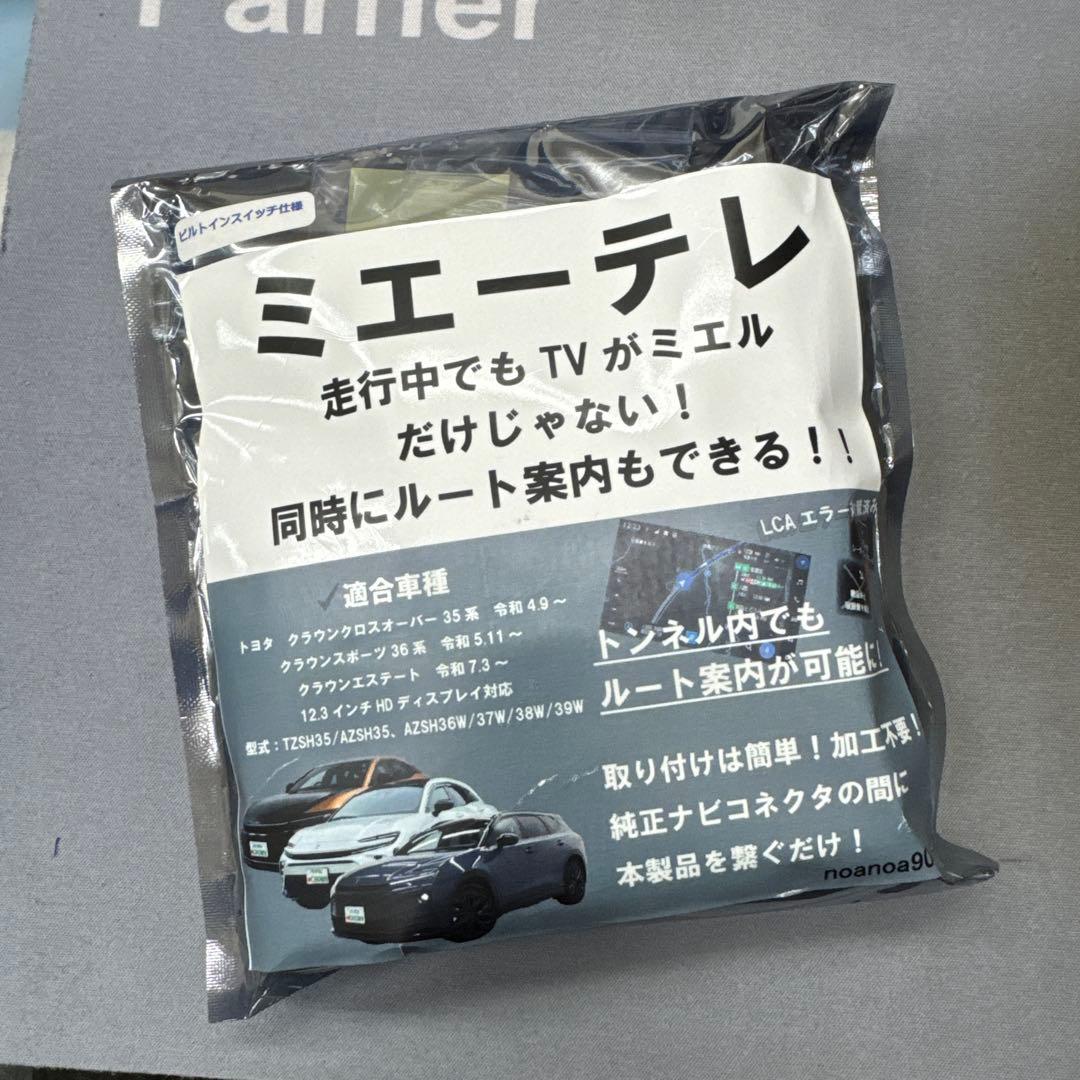 ビルトインスイッチ仕様
ミエーテレ
走行中でも TV がミエル
だけじゃない！
同時にルート案内もできる！！
LCA エラー
✓適合車種
トヨタ クラウンクロスオーバー 35 系 令和 4.9～
クラウンスポーツ 36 系 令和 5.11～
クラウンエステート 令和 7.3～
12.3 インチ HD ディスプレイ対応
型式：TZSH35/AZSH35、AZSH36W/37W/38W/39W
トンネル内でも
ルート案内が可能に！
取り付けは簡単！加工不要！
純正ナビコネクタの間に
本製品を繋ぐだけ！
noanoa90